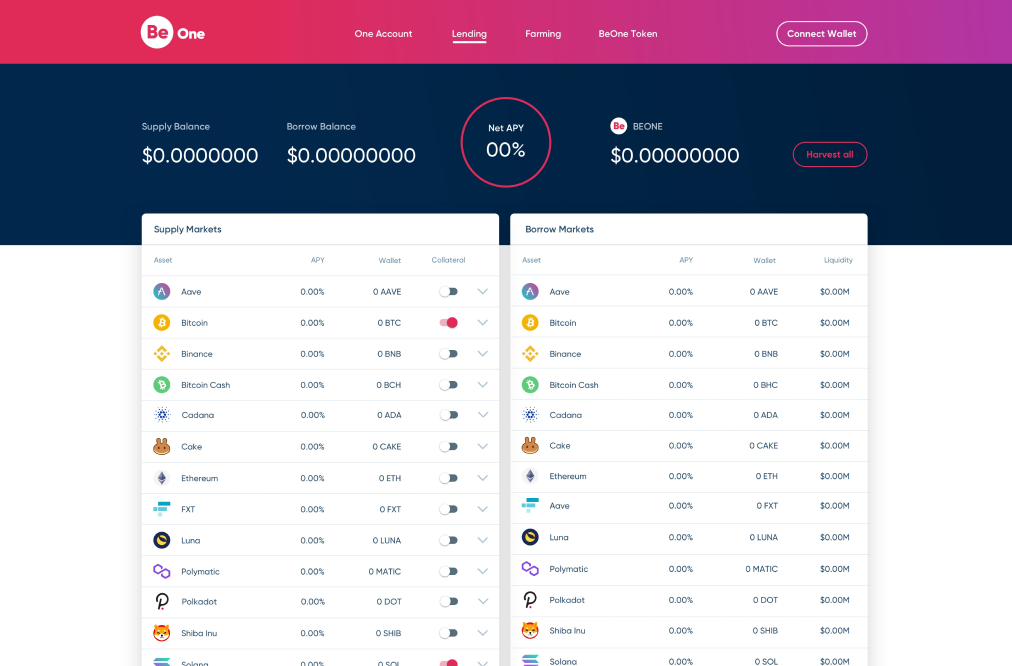 Be One
One Account Lending Farming BeOne Token Connect Wallet
Supply Balance Borrow Balance Net APY Be BEONE
$0.0000000 $0.00000000 00% $0.00000000 Harvest all
Supply Markets
Asset APY Wallet Collaterol
Aave 0.00% 0 AAVE
Bitcoin 0.00% 0 BTC
Binance 0.00% 0 BNB
Bitcoin Cash 0.00% 0 BCH
Cadana 0.00% 0 ADA
Cake 0.00% 0 CAKE
Ethereum 0.00% 0 ETH
FXT 0.00% 0 FXT
Luna 0.00% 0 LUNA
Polymatic 0.00% 0 MATIC
Polkadot 0.00% 0 DOT
Shiba Inu 0.00% 0 SHIB
Solana 0.00% 0 SOL
Borrow Markets
Asset APY Wallet Liquidity
Aave 0.00% 0 AAVE $0.00M
Bitcoin 0.00% 0 BTC $0.00M
Binance 0.00% 0 BNB $0.00M
Bitcoin Cash 0.00% 0 BHC $0.00M
Cadana 0.00% 0 ADA $0.00M
Cake 0.00% 0 CAKE $0.00M
Ethereum 0.00% 0 ETH $0.00M
Aave 0.00% 0 FXT $0.00M
Luna 0.00% 0 LUNA $0.00M
Polymatic 0.00% 0 MATIC $0.00M
Polkadot 0.00% 0 DOT $0.00M
Shiba Inu 0.00% 0 SHIB $0.00M
Solana 0.00% 0 SOL $0.00M